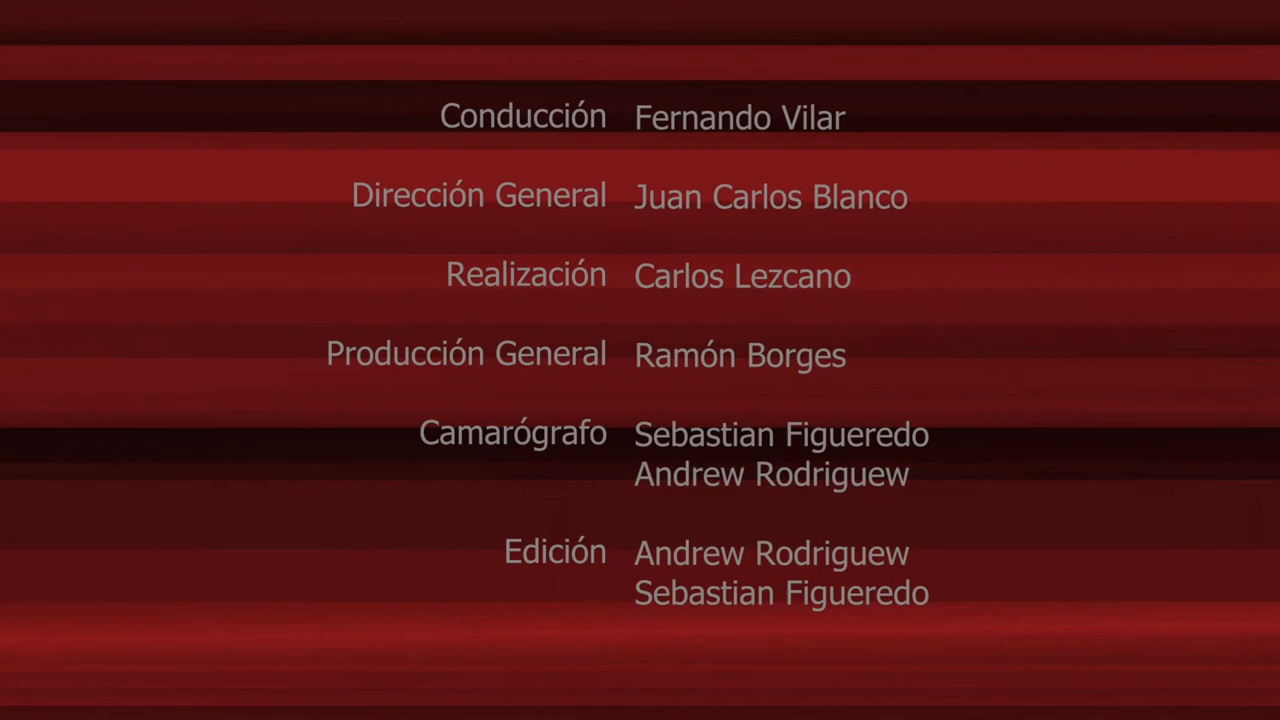 Conducción Fernando Vilar
Dirección General Juan Carlos Blanco
Realización Carlos Lezcano
Producción General Ramón Borges
Camarógrafo Sebastian Figueredo
Andrew Rodriguew
Edición Andrew Rodriguew
Sebastian Figueredo